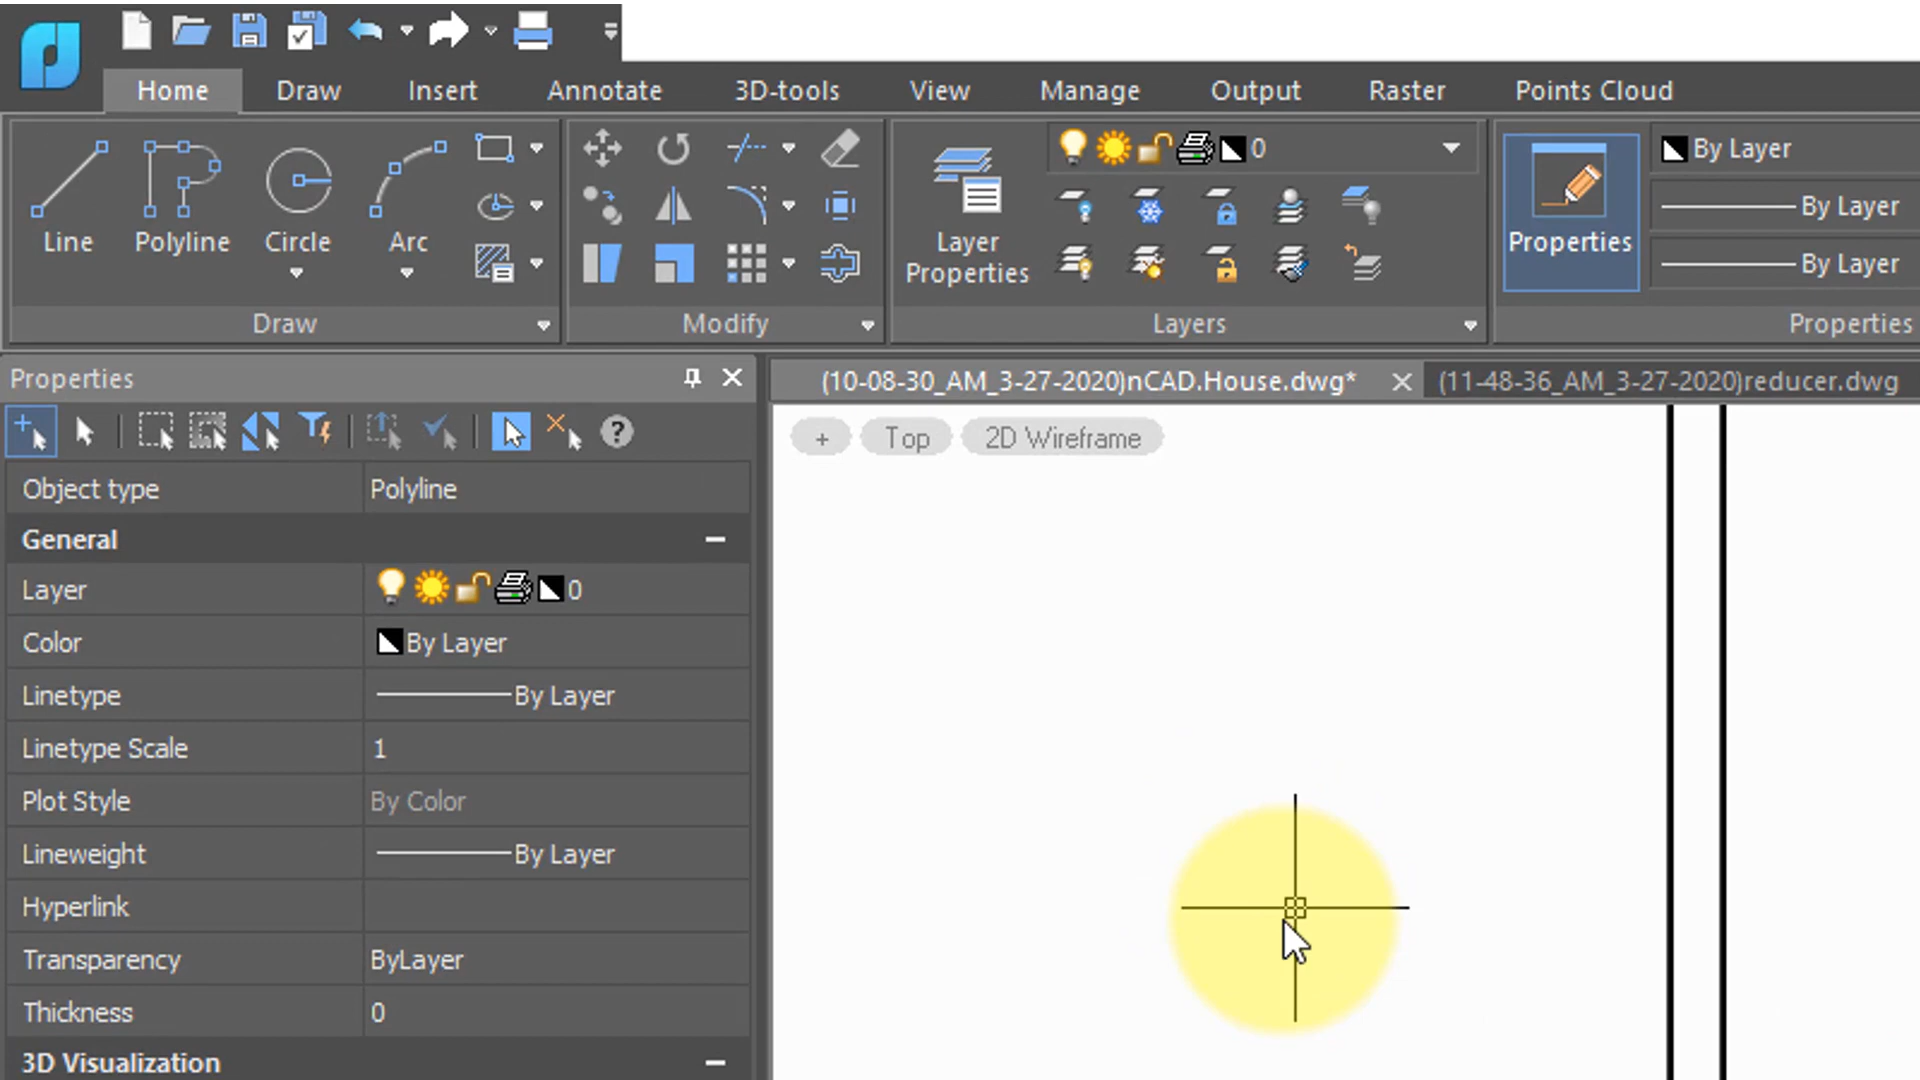 Home Draw Insert Annotate 3D-tools View Manage Output Raster Points Cloud
Line Polyline Circle Arc
Draw
Modify
0
Layer
Properties
Layers
Properties
By Layer
By Layer
By Layer
Properties
Properties
(10-08-30_AM_3-27-2020)nCAD.House.dwg*
(11-48-36_AM_3-27-2020)reducer.dwg
+ Top 2D Wireframe
Object type Polyline
General
Layer 0
Color By Layer
Linetype By Layer
Linetype Scale 1
Plot Style By Color
Lineweight By Layer
Hyperlink
Transparency ByLayer
Thickness 0
3D Visualization